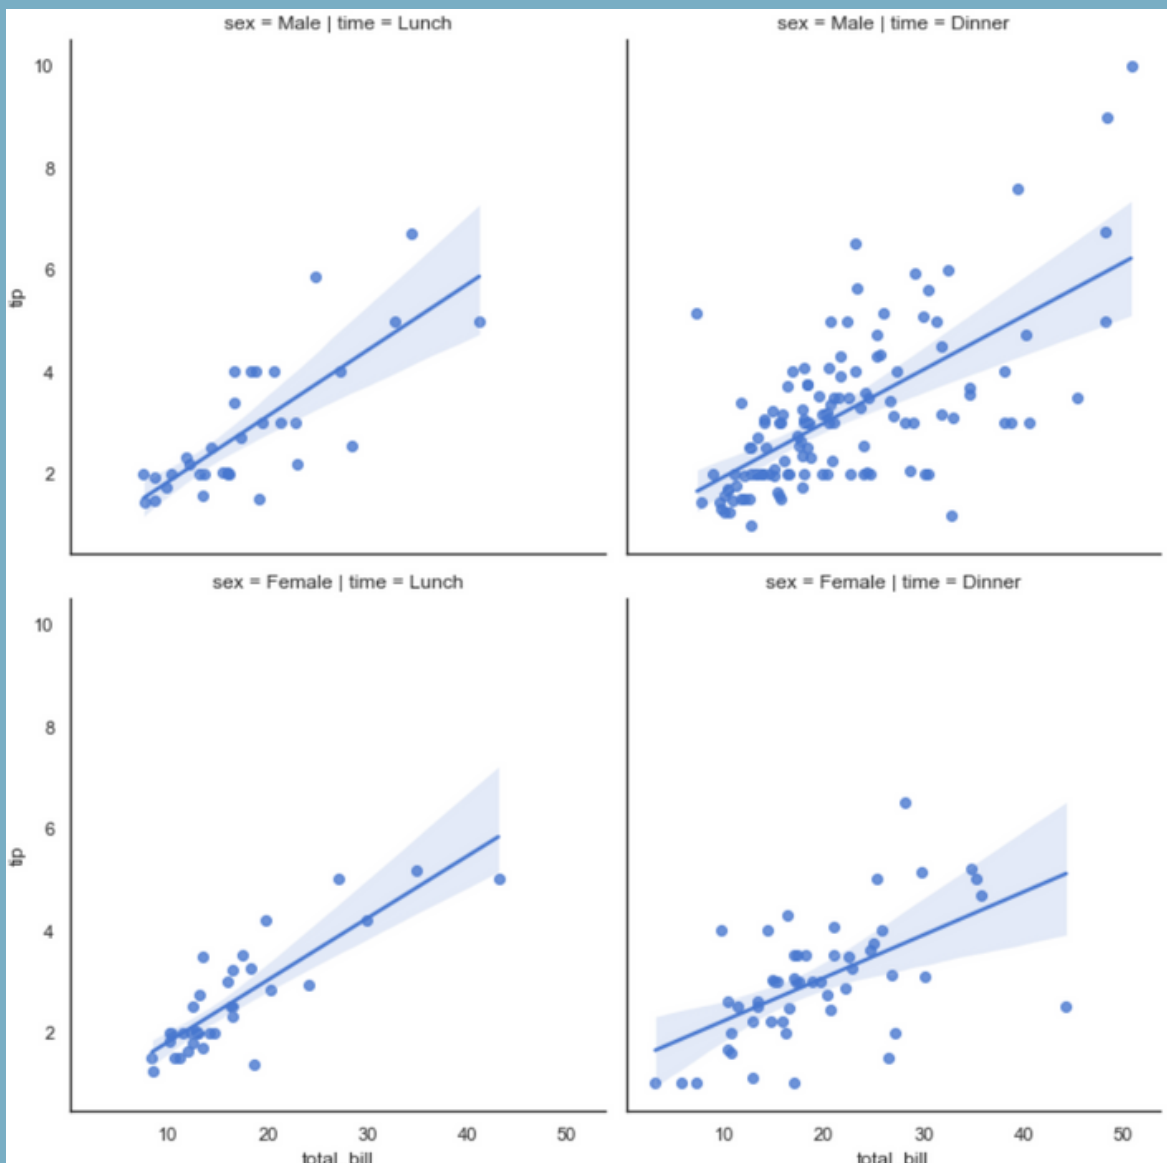 sex = Male | time = Lunch
sex = Male | time = Dinner
10
8
6
4
2
tip
sex = Female | time = Lunch
sex = Female | time = Dinner
10
8
6
4
2
tip
10 20 30 40 50
10 20 30 40 50
total_bill
total_bill